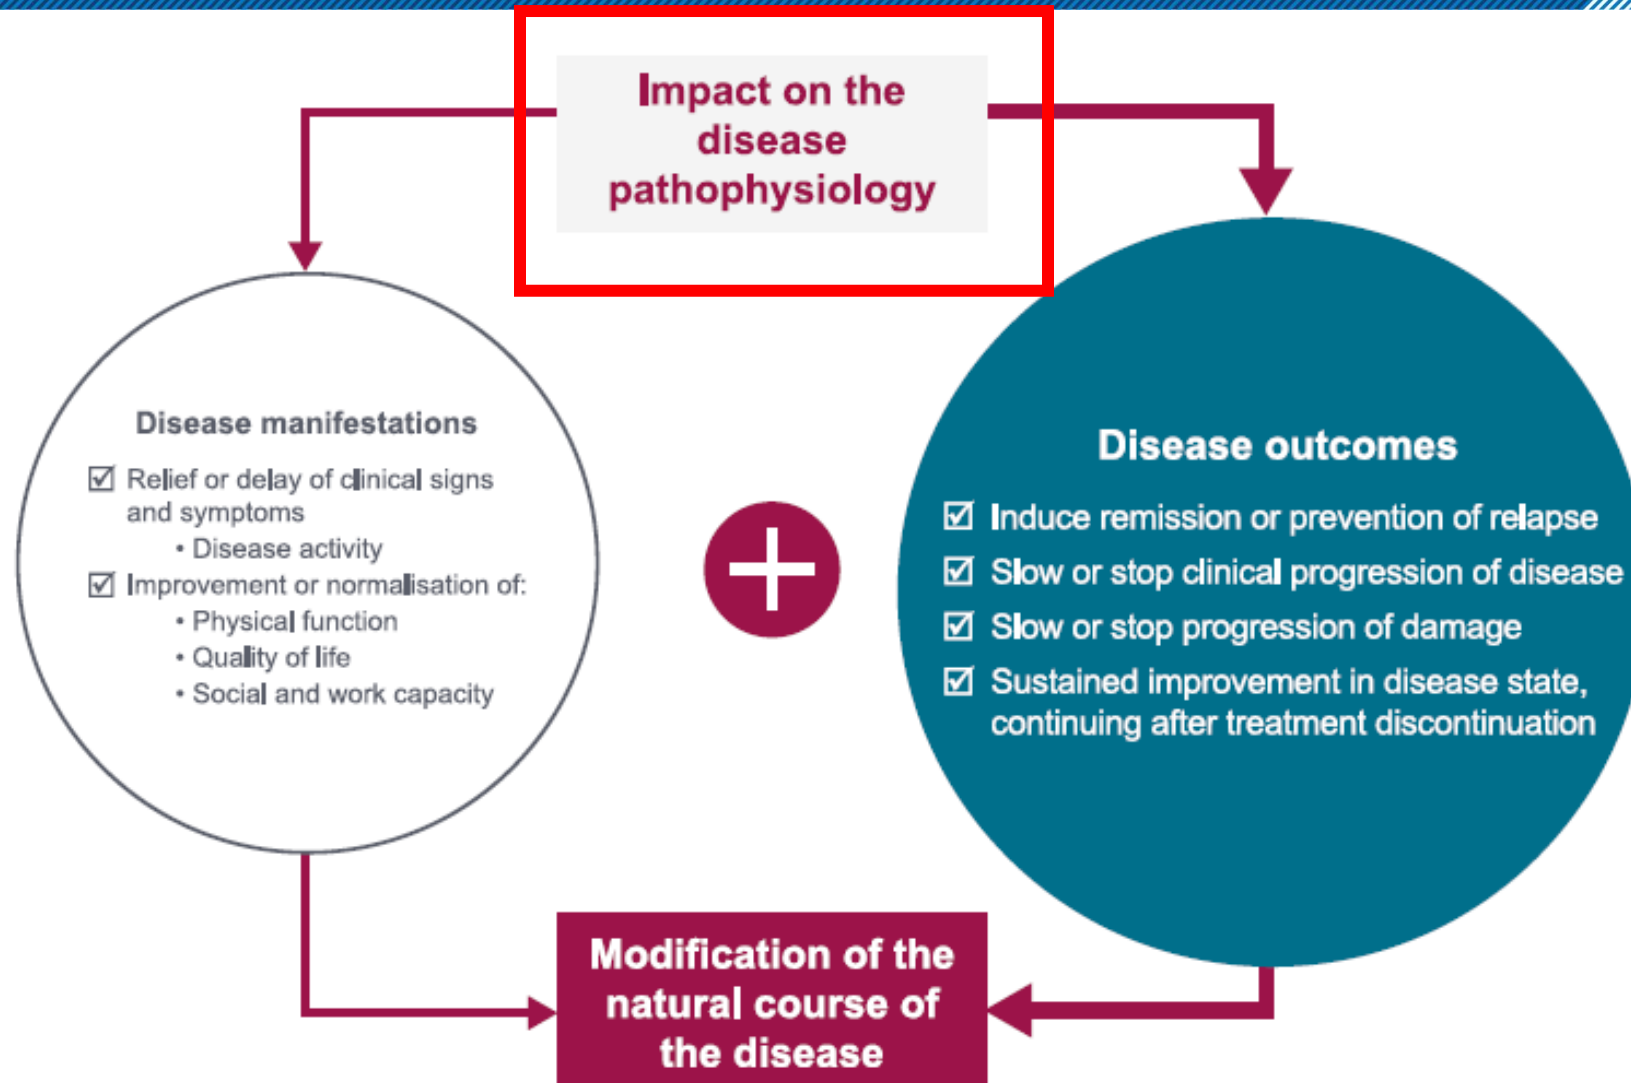 Impact on the
disease
pathophysiology
Disease manifestations
☑ Relief or delay of clinical signs
and symptoms
• Disease activity
☑ Improvement or normalisation of:
• Physical function
• Quality of life
• Social and work capacity
+
Disease outcomes
☑ Induce remission or prevention of relapse
☑ Slow or stop clinical progression of disease
☑ Slow or stop progression of damage
☑ Sustained improvement in disease state,
continuing after treatment discontinuation
Modification of the
natural course of
the disease